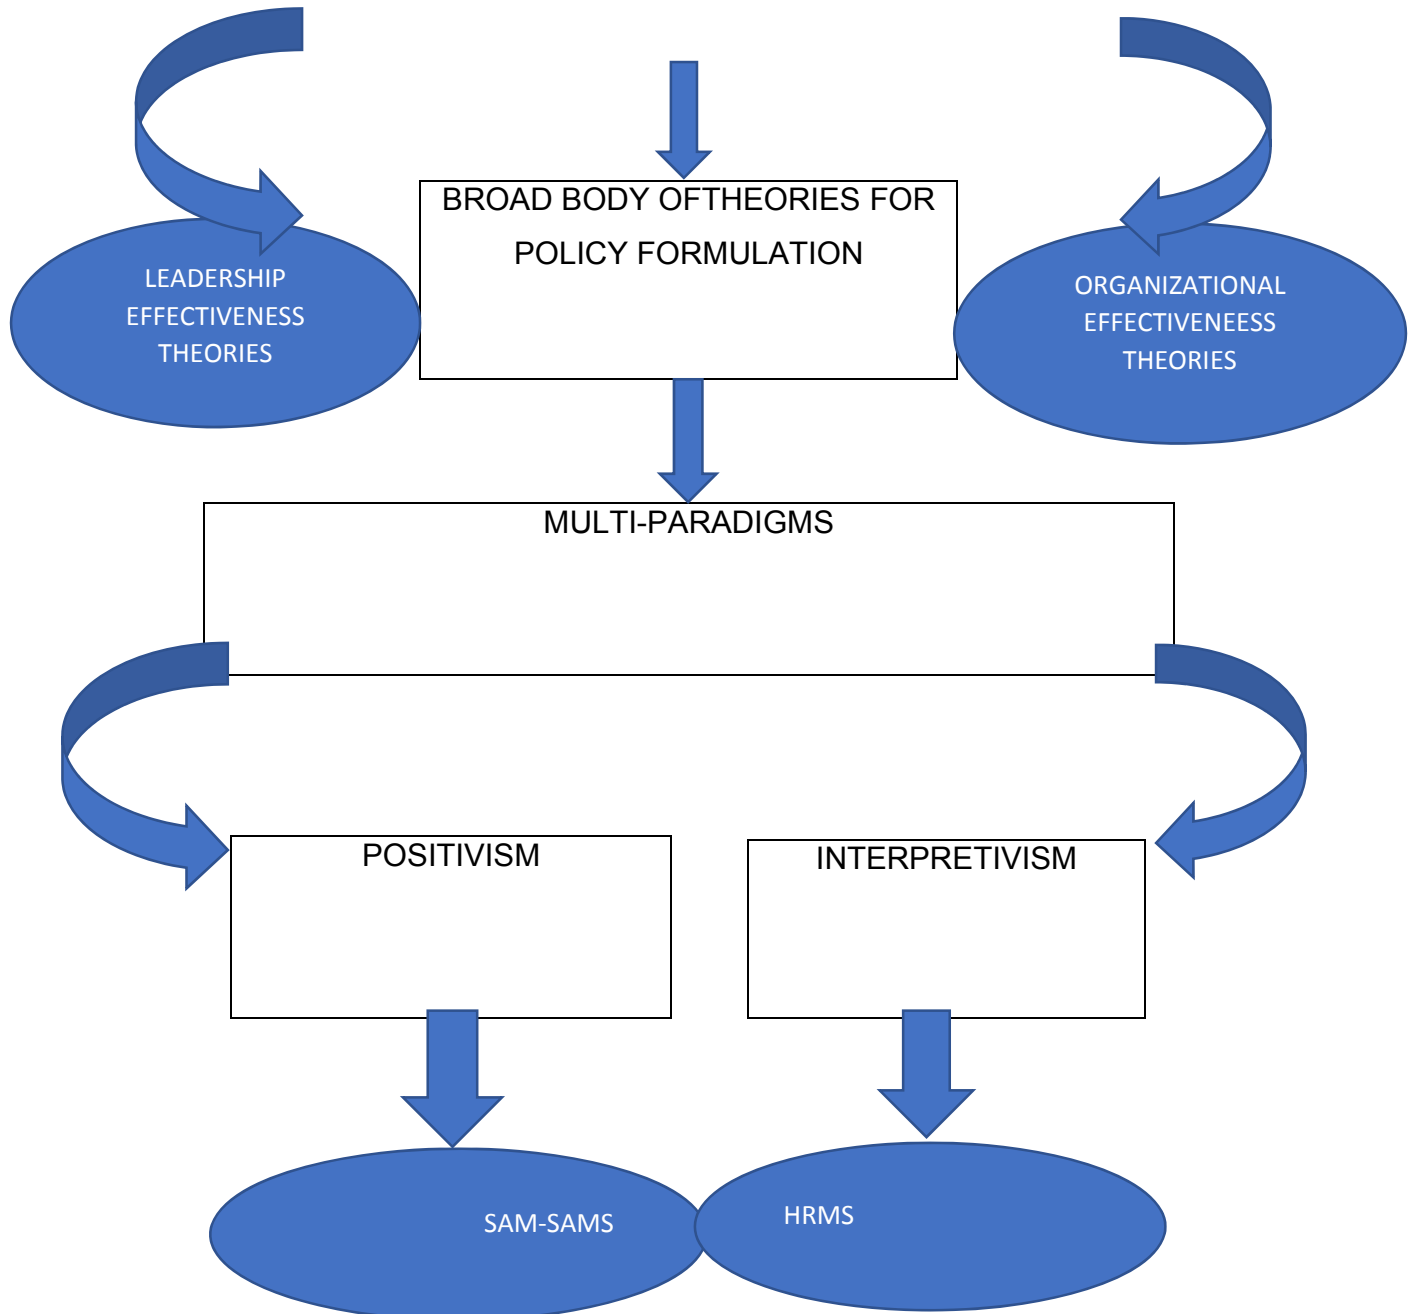 BROAD BODY OFTHEORIES FOR
POLICY FORMULATION
LEADERSHIP
EFFECTIVENESS
THEORIES
ORGANIZATIONAL
EFFECTIVENEESS
THEORIES
MULTI-PARADIGMS
POSITIVISM
INTERPRETIVISM
SAM-SAMS
HRMS